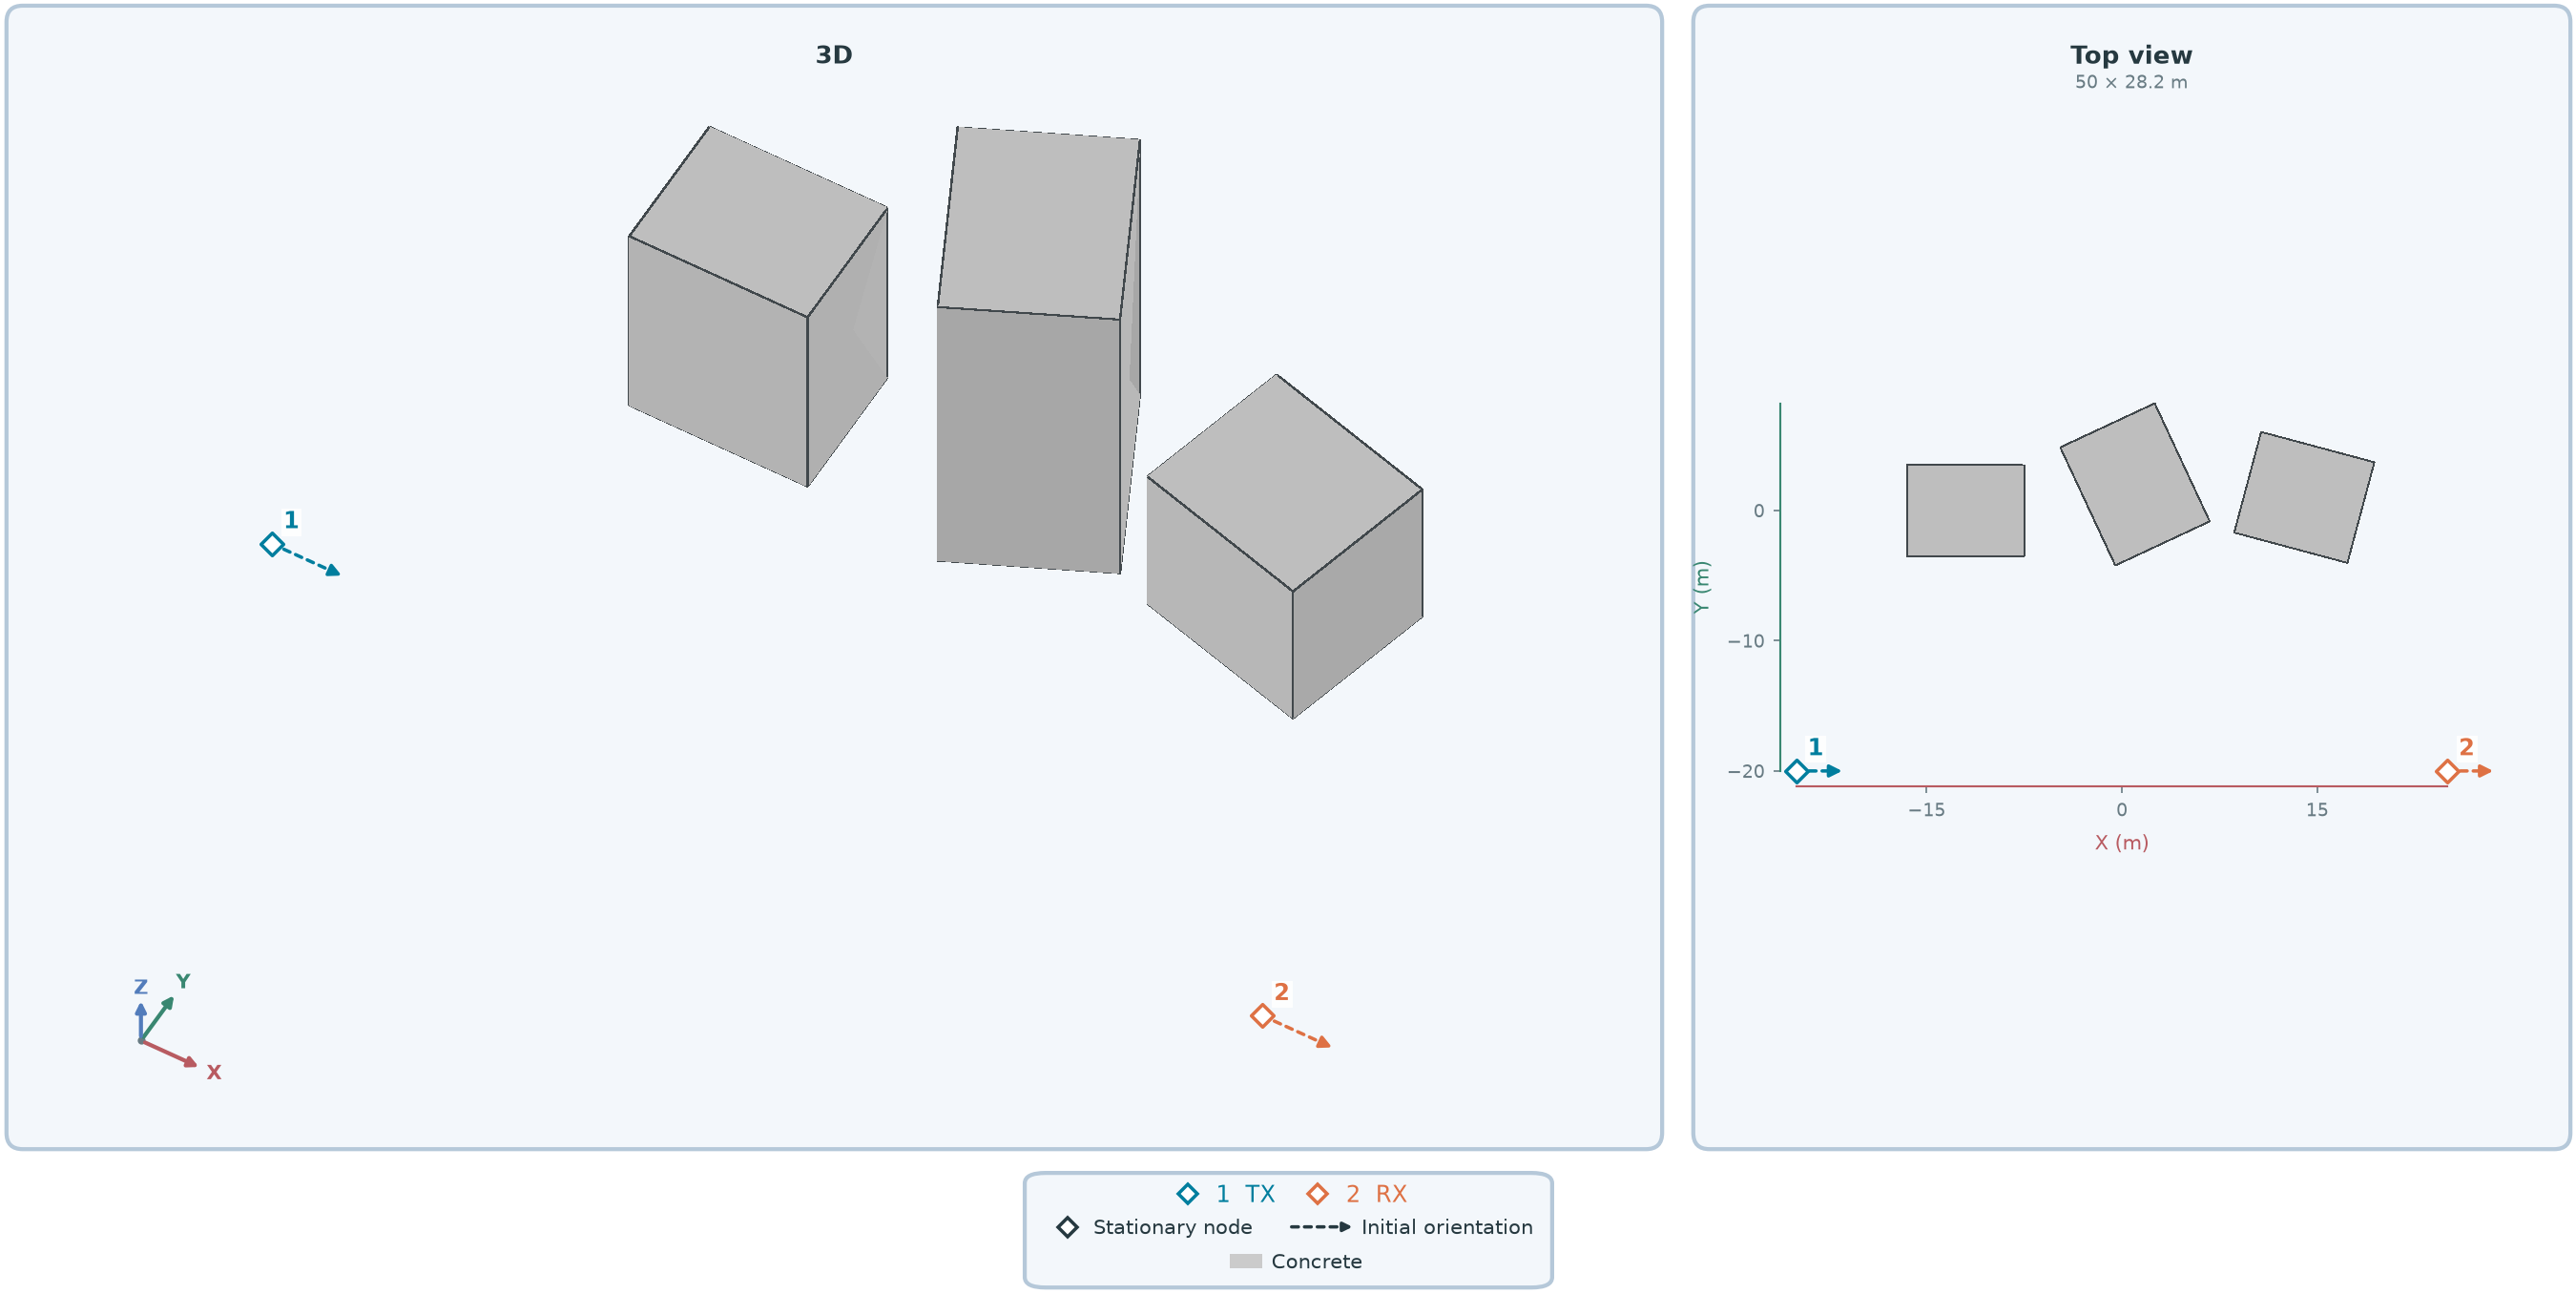 3D
1
2
Z
Y
X
Top view
50 × 28.2 m
0
−10
−20
Y (m)
1
2
−15
0
15
X (m)
1 TX
2 RX
Stationary node
Initial orientation
Concrete